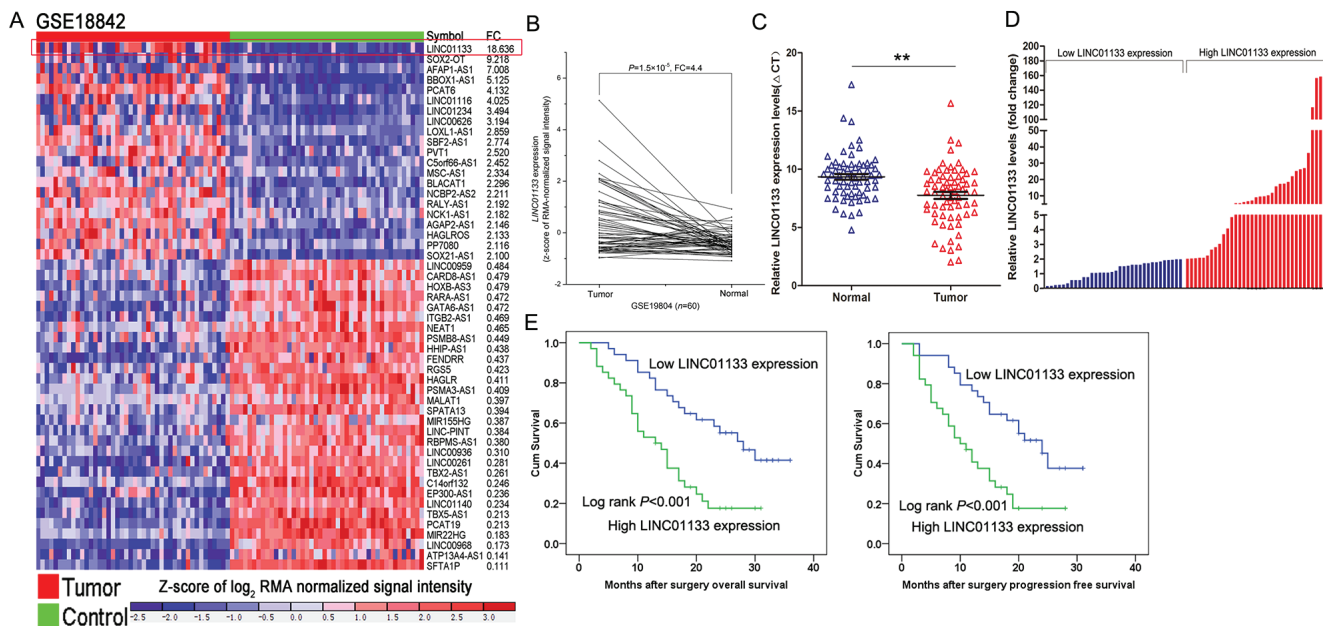 A
GSE18842
Symbol FC
LINC01133 18.636
SOX2-OT 9.218
AFAP1-AS1 7.008
BBOX1-AS1 5.125
PCAT6 4.132
LINC01116 4.025
LINC01234 3.494
LINC00626 3.194
LOXL1-AS1 2.859
SBF2-AS1 2.774
PVT1 2.520
C5orf66-AS1 2.452
MSC-AS1 2.334
BLACAT1 2.296
NCBP2-AS2 2.211
RALY-AS1 2.192
NCK1-AS1 2.182
AGAP2-AS1 2.146
HAGLROS 2.133
PP7080 2.116
SOX21-AS1 2.100
LINC00959 0.484
CARD8-AS1 0.479
HOXB-AS3 0.479
RARA-AS1 0.472
GATA6-AS1 0.472
ITGB2-AS1 0.469
NEAT1 0.465
PSMB8-AS1 0.449
HHIP-AS1 0.438
FENDRR 0.437
RGS5 0.423
HAGLR 0.411
PSMA3-AS1 0.409
MALAT1 0.397
SPATA13 0.394
MIR155HG 0.387
LINC-PINT 0.384
RBPMS-AS1 0.380
LINC00936 0.310
LINC00261 0.281
TBX2-AS1 0.261
C14orf132 0.246
EP300-AS1 0.236
LINC01140 0.234
TBX5-AS1 0.213
PCAT19 0.213
MIR22HG 0.183
LINC00968 0.173
ATP13A4-AS1 0.141
SFTA1P 0.111
Tumor
Control
Z-score of log2 RMA normalized signal intensity
-2.5 -2.0 -1.5 -1.0 -0.5 0 0.5 1.0 1.5 2.0 2.5 3.0
B
P=1.5×10-5, FC=4.4
LINC01133 expression
(z-score of RMA-normalized signal intensity)
7
6
4
2
0
-2
Tumor Normal
GSE19804 (n=60)
C
**
Relative LINC01133 expression levels(△ CT)
20
15
10
5
0
Normal Tumor
D
Low LINC01133 expression High LINC01133 expression
Relative LINC01133 levels (fold change)
200
180
160
140
120
100
50
40
30
20
10
5
4
3
2
1
0
E
Cum Survival
1.0
0.8
0.6
0.4
0.2
0.0
Low LINC01133 expression
Log rank P<0.001
High LINC01133 expression
0 10 20 30 40
Months after surgery overall survival
Cum Survival
1.0
0.8
0.6
0.4
0.2
0.0
Low LINC01133 expression
Log rank P<0.001
High LINC01133 expression
0 10 20 30 40
Months after surgery progression free survival